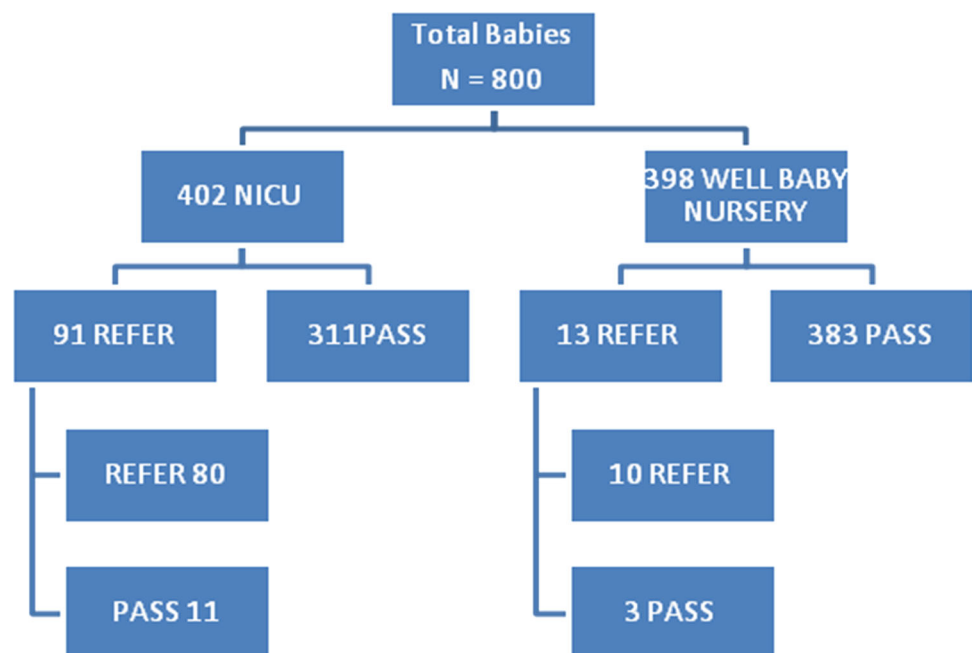 Total Babies
N = 800
402 NICU
398 WELL BABY
NURSERY
91 REFER
311PASS
13 REFER
383 PASS
REFER 80
10 REFER
PASS 11
3 PASS